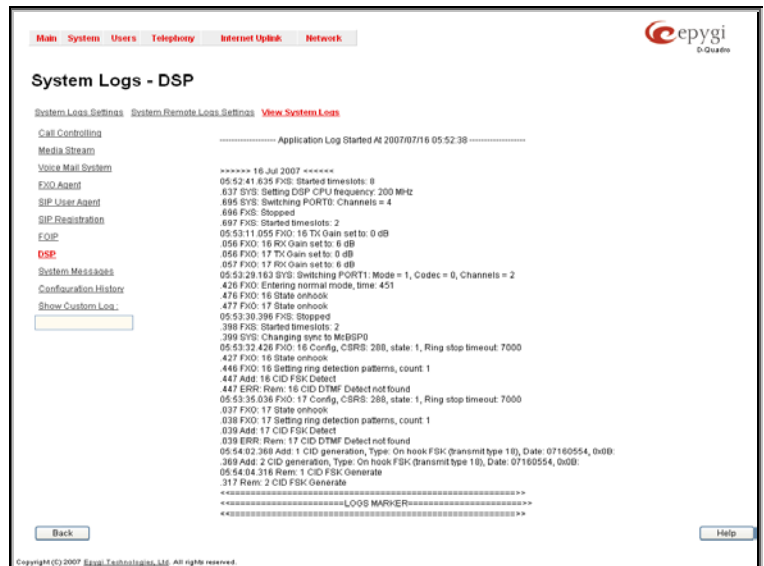 Main System Users Telephony Internet Uplink Network
epygi
D-Quadro
System Logs - DSP
System Logs Settings System Remote Logs Settings View System Logs
Call Controlling
Media Stream
Voice Mail System
FXO Agent
SIP User Agent
SIP Registration
FOIP
DSP
System Messages
Configuration History
Show Custom Log :
------------------ Application Log Started At 2007/07/16 05:52:38 ------------------
>>>>>> 16 Jul 2007 <<<<<<
05:52:41.635 FXS: Started timeslots: 8
.637 SYS: Setting DSP CPU frequency: 200 MHz
.695 SYS: Switching PORT0: Channels = 4
.696 FXS: Stopped
.697 FXS: Started timeslots: 2
05:53:11.055 FXO: 16 TX Gain set to: 0 dB
.056 FXO: 16 RX Gain set to: 6 dB
.056 FXO: 17 TX Gain set to: 0 dB
.057 FXO: 17 RX Gain set to: 6 dB
05:53:29.163 SYS: Switching PORT1: Mode = 1, Codec = 0, Channels = 2
.426 FXO: Entering normal mode, time: 451
.476 FXO: 16 State onhook
.477 FXO: 17 State onhook
05:53:30.396 FXS: Stopped
.398 FXS: Started timeslots: 2
.399 SYS: Changing sync to McBSP0
05:53:32.426 FXO: 16 Config, CSRS: 288, state: 1, Ring stop timeout: 7000
.427 FXO: 16 State onhook
.446 FXO: 16 Setting ring detection patterns, count: 1
.447 Add: 16 CID FSK Detect
.447 ERR: Rem: 16 CID DTMF Detect not found
05:53:35.036 FXO: 17 Config, CSRS: 288, state: 1, Ring stop timeout: 7000
.037 FXO: 17 State onhook
.038 FXO: 17 Setting ring detection patterns, count: 1
.039 Add: 17 CID FSK Detect
.039 ERR: Rem: 17 CID DTMF Detect not found
05:54:02.368 Add: 1 CID generation, Type: On hook FSK (transmit type 18), Date: 07160554, 0x0B:
.369 Add: 2 CID generation, Type: On hook FSK (transmit type 18), Date: 07160554, 0x0B:
05:54:04.316 Rem: 1 CID FSK Generate
.317 Rem: 2 CID FSK Generate
<<====================================================>>
<<=====================LOGS MARKER======================>>
<<====================================================>>
Back Help
Copyright (C) 2007 Epygi Technologies, Ltd. All rights reserved.